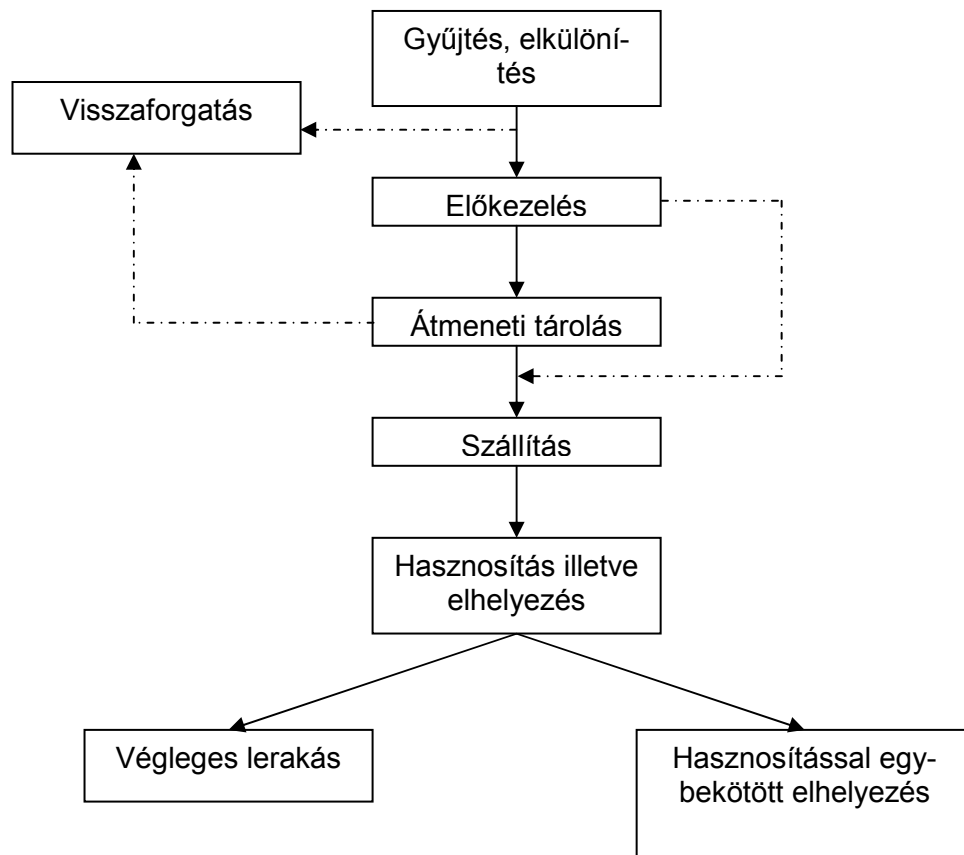 Gyűjtés, elkülöní-
tés
Visszaforgatás
Előkezelés
Átmeneti tárolás
Szállítás
Hasznosítás illetve
elhelyezés
Végleges lerakás
Hasznosítással egy-
bekötött elhelyezés